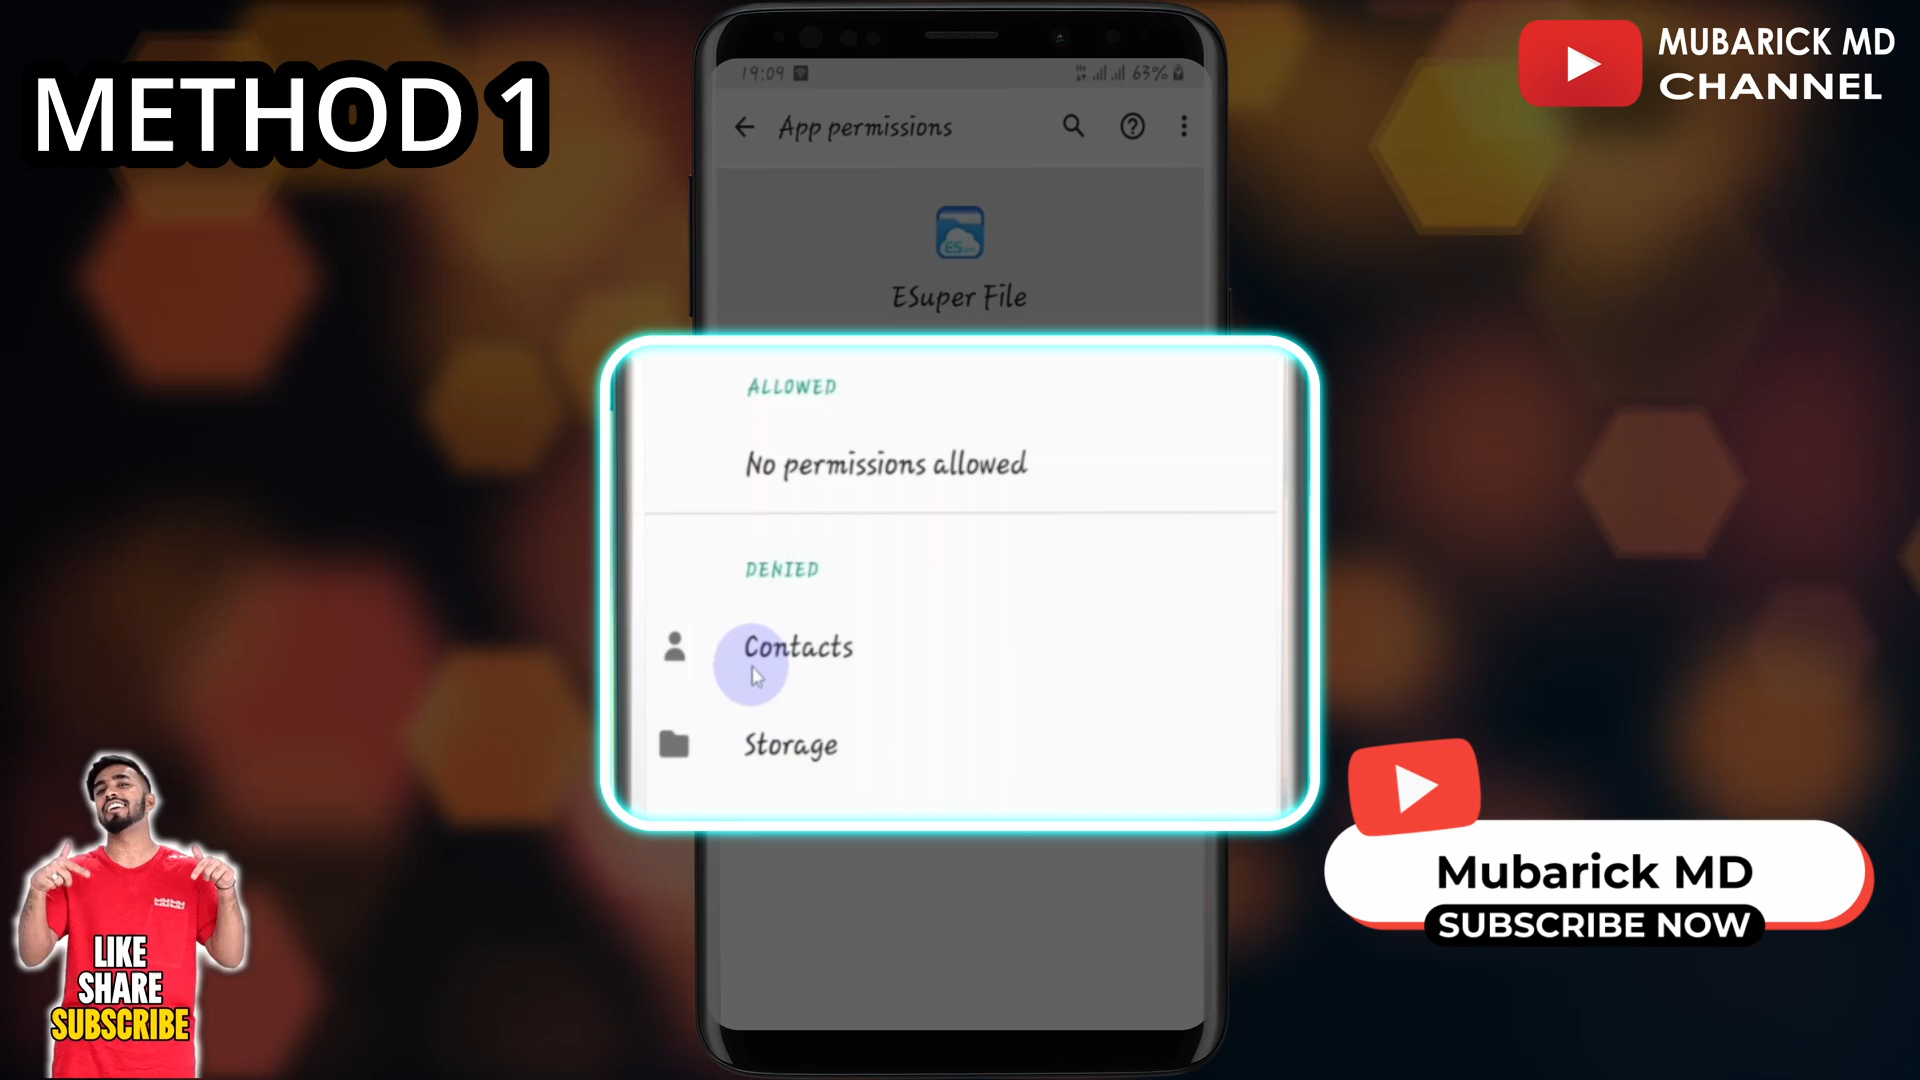 METHOD 1
MUBARICK MD
CHANNEL
19:09
63%
App permissions
ES
ESuper File
ALLOWED
No permissions allowed
DENIED
Contacts
Storage
LIKE
SHARE
SUBSCRIBE
Mubarick MD
SUBSCRIBE NOW